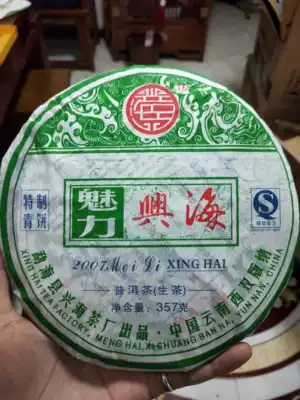 特制
青饼
魅力
興海
2007 Mei Li XING HAI
普洱茶(生茶)
净含量:357克
勐海县兴海茶厂出品·中国云南西双版纳
XING HAI TEA FACTORY, MENG HAI, XI SHUANG BAN NA, YUN NAN, CHINA